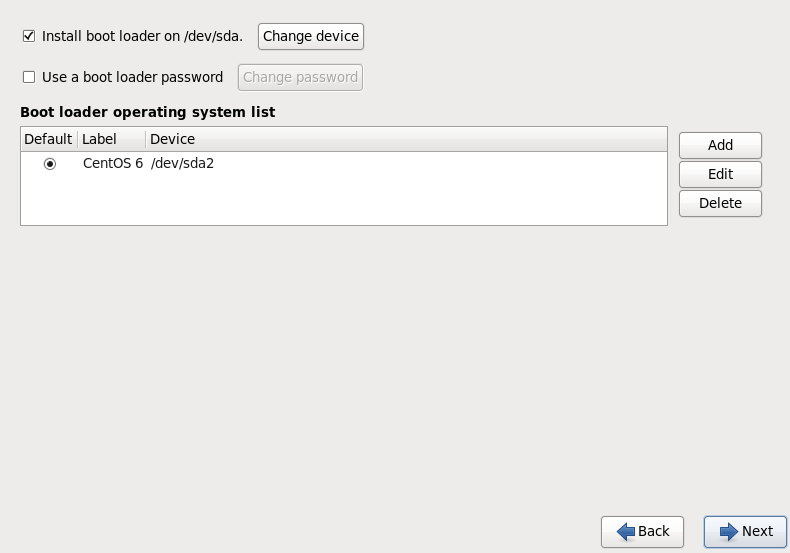 Install boot loader on /dev/sda. Change device
Use a boot loader password Change password
Boot loader operating system list
Default Label Device
CentOS 6 /dev/sda2
Add
Edit
Delete
Back Next